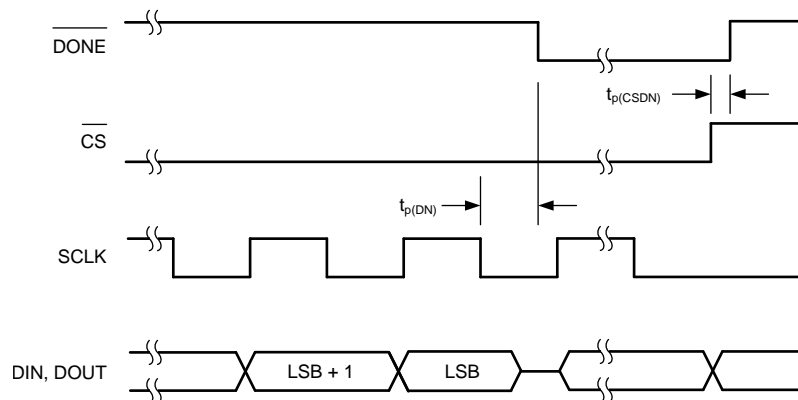 DONE
tp(CSDN)
CS
tp(DN)
SCLK
DIN, DOUT
LSB + 1
LSB